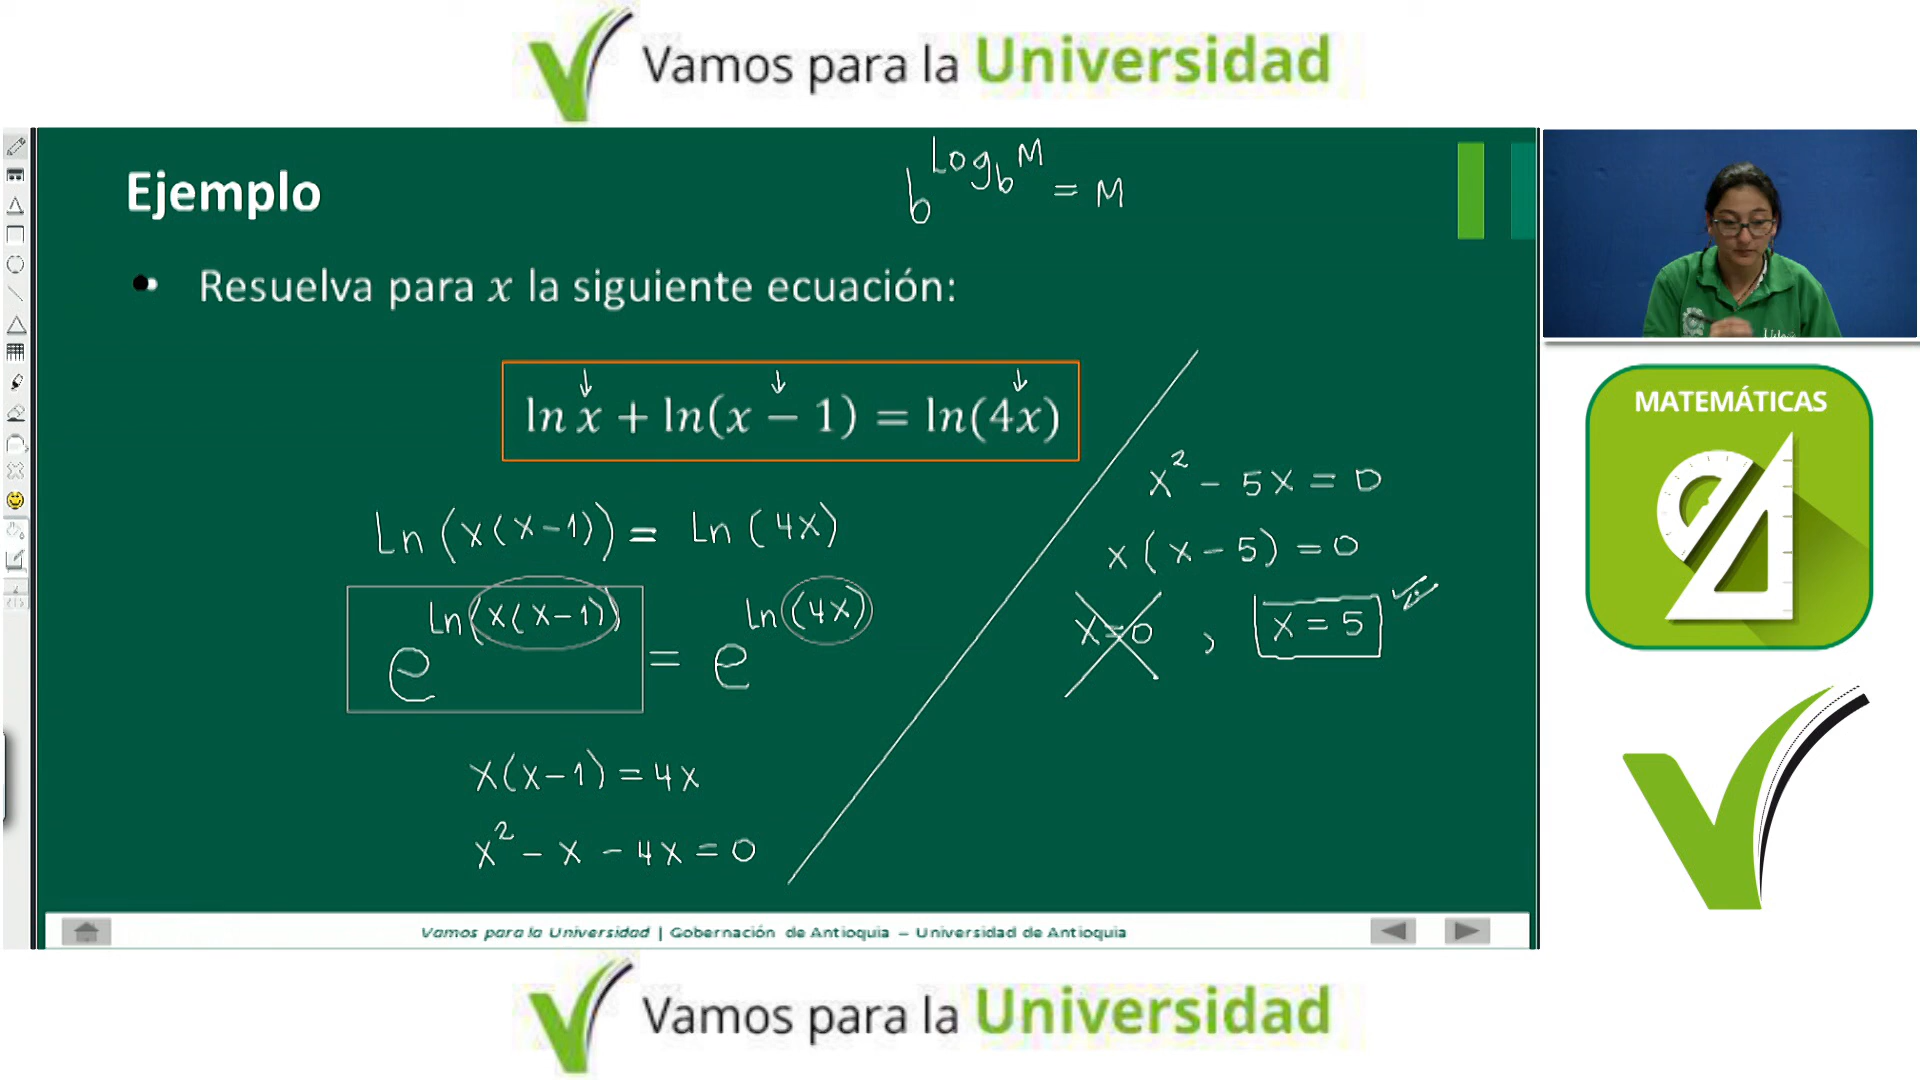 Vamos para la Universidad
Ejemplo
b^(Log_b M) = M
• Resuelva para x la siguiente ecuación:
ln x + ln(x − 1) = ln(4x)
Ln (x(x−1)) = Ln (4x)
e^(Ln(x(x−1))) = e^(ln(4x))
x(x−1) = 4x
x² − x − 4x = 0
x² − 5x = 0
x(x−5) = 0
x=0 , x = 5
MATEMÁTICAS
Vamos para la Universidad | Gobernación de Antioquia – Universidad de Antioquia
Vamos para la Universidad